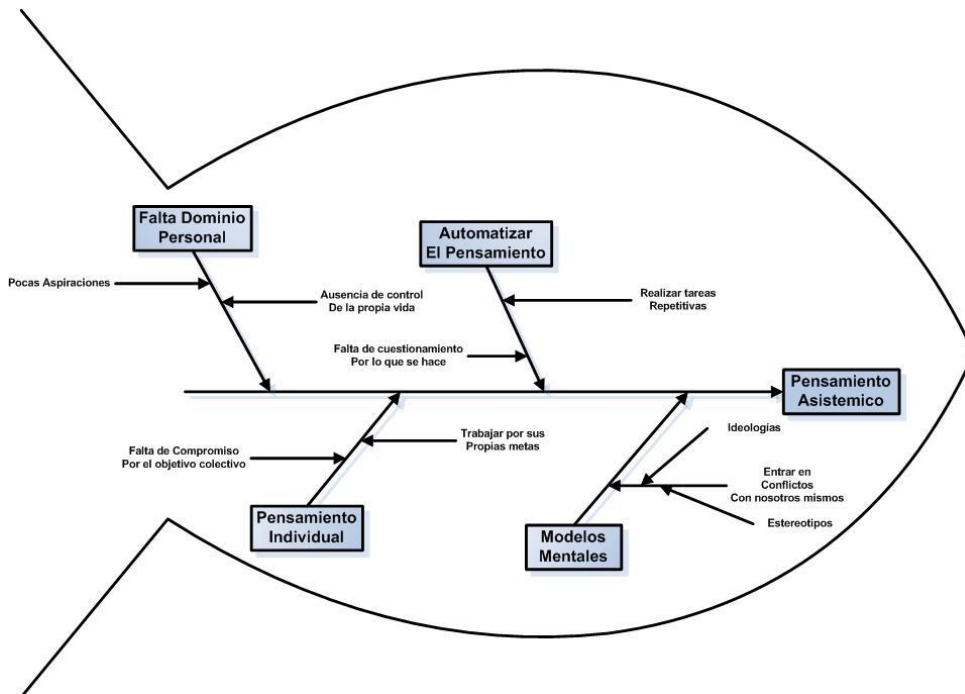 Falta Dominio
Personal
Automatizar
El Pensamiento
Pocas Aspiraciones
Ausencia de control
De la propia vida
Realizar tareas
Repetitivas
Falta de cuestionamiento
Por lo que se hace
Pensamiento
Asistemico
Falta de Compromiso
Por el objetivo colectivo
Trabajar por sus
Propias metas
Ideologías
Entrar en
Conflictos
Con nosotros mismos
Estereotipos
Pensamiento
Individual
Modelos
Mentales